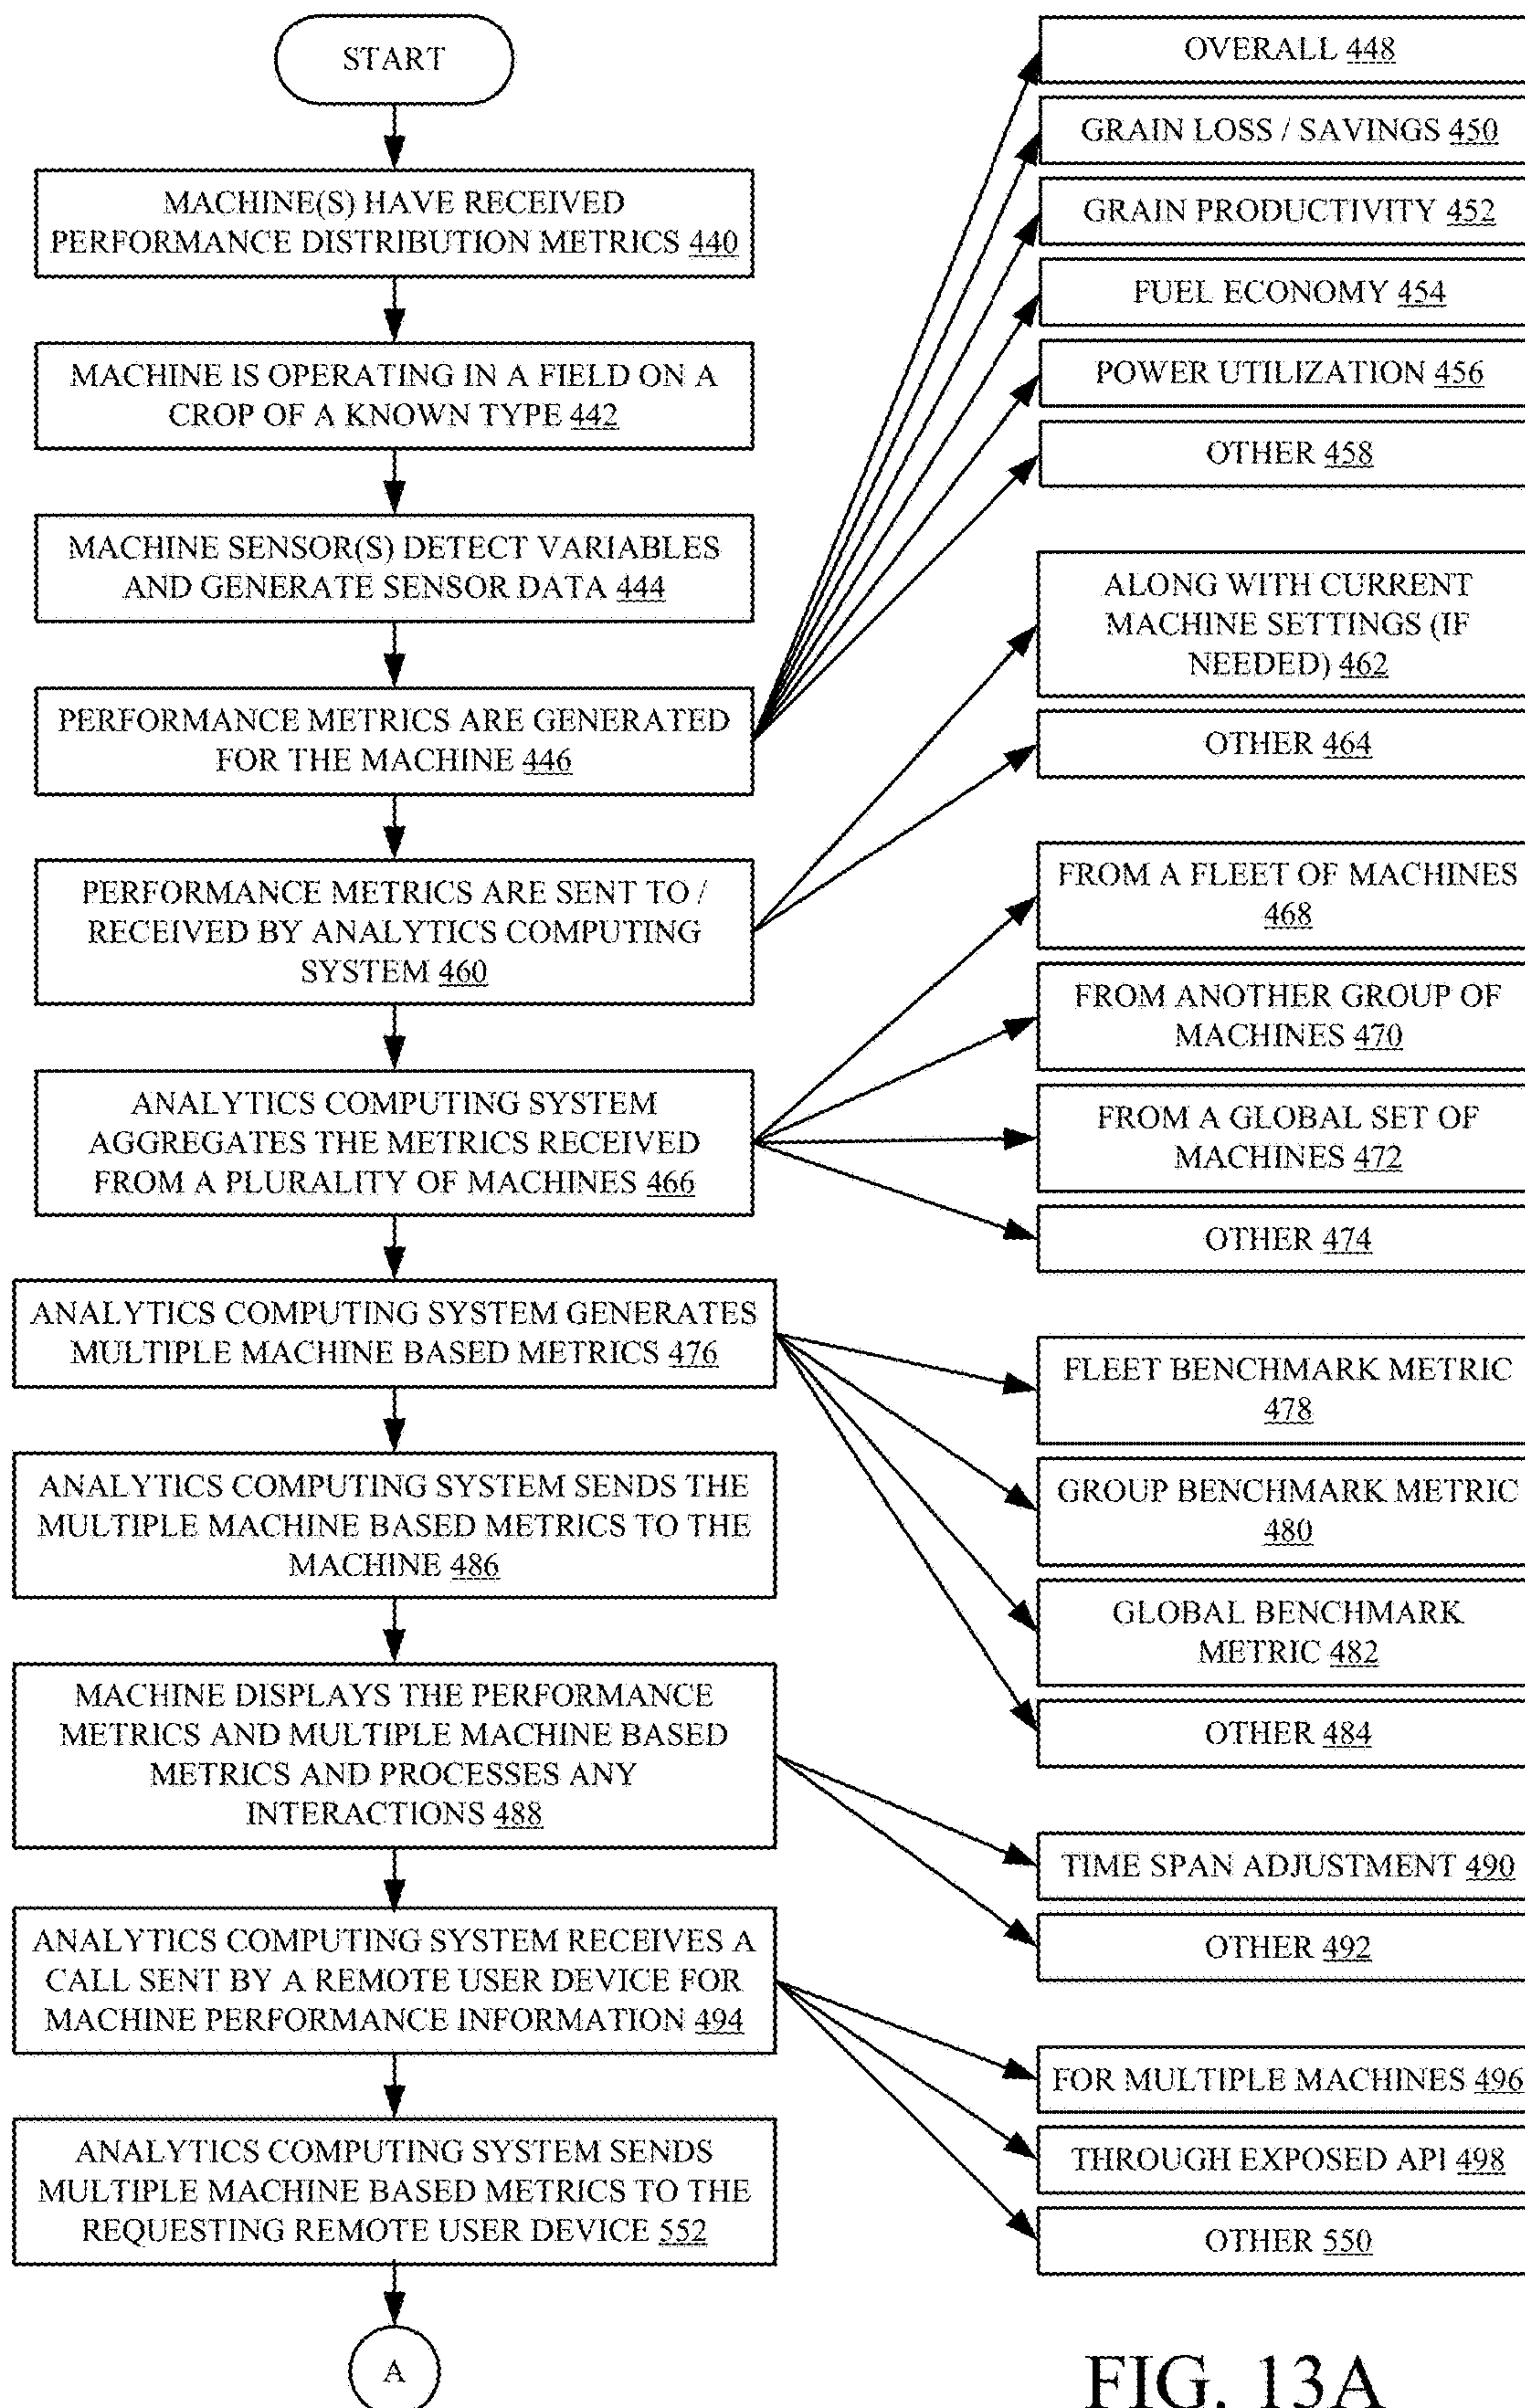 START
MACHINE(S) HAVE RECEIVED
PERFORMANCE DISTRIBUTION METRICS 440
MACHINE IS OPERATING IN A FIELD ON A
CROP OF A KNOWN TYPE 442
MACHINE SENSOR(S) DETECT VARIABLES
AND GENERATE SENSOR DATA 444
PERFORMANCE METRICS ARE GENERATED
FOR THE MACHINE 446
OVERALL 448
GRAIN LOSS / SAVINGS 450
GRAIN PRODUCTIVITY 452
FUEL ECONOMY 454
POWER UTILIZATION 456
OTHER 458
PERFORMANCE METRICS ARE SENT TO /
RECEIVED BY ANALYTICS COMPUTING
SYSTEM 460
ALONG WITH CURRENT
MACHINE SETTINGS (IF
NEEDED) 462
OTHER 464
ANALYTICS COMPUTING SYSTEM
AGGREGATES THE METRICS RECEIVED
FROM A PLURALITY OF MACHINES 466
FROM A FLEET OF MACHINES
468
FROM ANOTHER GROUP OF
MACHINES 470
FROM A GLOBAL SET OF
MACHINES 472
OTHER 474
ANALYTICS COMPUTING SYSTEM GENERATES
MULTIPLE MACHINE BASED METRICS 476
FLEET BENCHMARK METRIC
478
GROUP BENCHMARK METRIC
480
GLOBAL BENCHMARK
METRIC 482
OTHER 484
ANALYTICS COMPUTING SYSTEM SENDS THE
MULTIPLE MACHINE BASED METRICS TO THE
MACHINE 486
MACHINE DISPLAYS THE PERFORMANCE
METRICS AND MULTIPLE MACHINE BASED
METRICS AND PROCESSES ANY
INTERACTIONS 488
TIME SPAN ADJUSTMENT 490
OTHER 492
ANALYTICS COMPUTING SYSTEM RECEIVES A
CALL SENT BY A REMOTE USER DEVICE FOR
MACHINE PERFORMANCE INFORMATION 494
FOR MULTIPLE MACHINES 496
THROUGH EXPOSED API 498
OTHER 550
ANALYTICS COMPUTING SYSTEM SENDS
MULTIPLE MACHINE BASED METRICS TO THE
REQUESTING REMOTE USER DEVICE 552
A
FIG. 13A